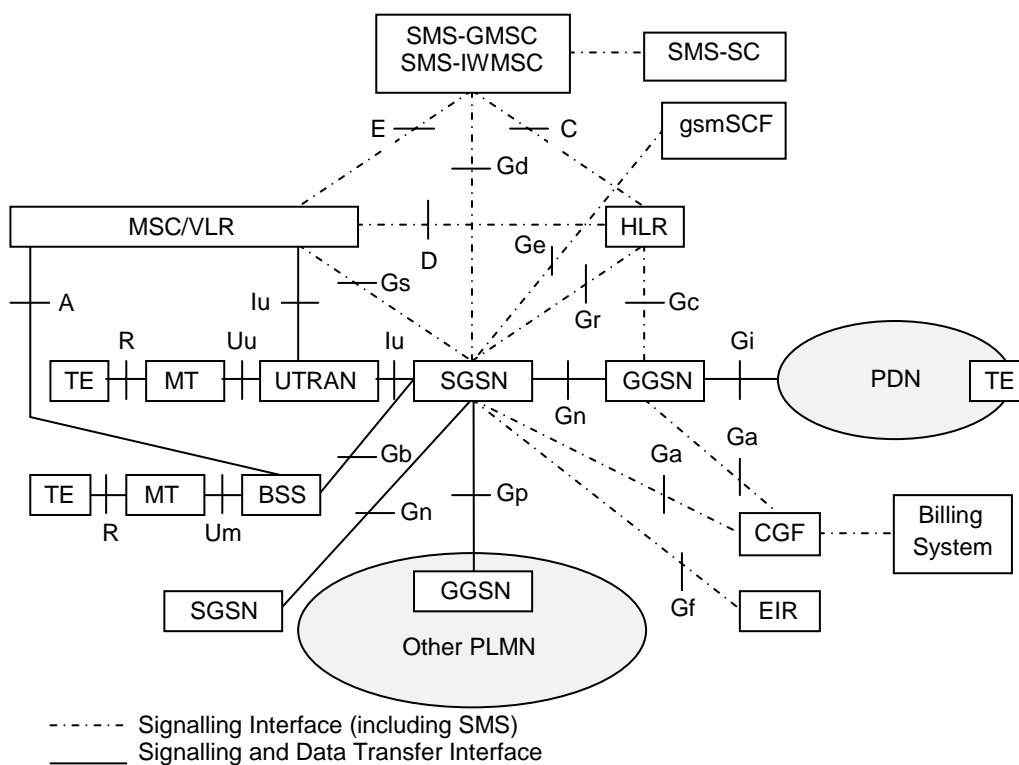 SMS-GMSC
SMS-IWMSC
SMS-SC
gsmSCF
E
C
Gd
MSC/VLR
HLR
D
Ge
Gs
A
Iu
Gr
Gc
R
Uu
Iu
Gi
TE
MT
UTRAN
SGSN
GGSN
PDN
TE
Gn
Ga
Ga
Gb
TE
MT
BSS
Gn
Gp
R
Um
CGF
Billing
System
SGSN
GGSN
Gf
EIR
Other PLMN
Signalling Interface (including SMS)
Signalling and Data Transfer Interface